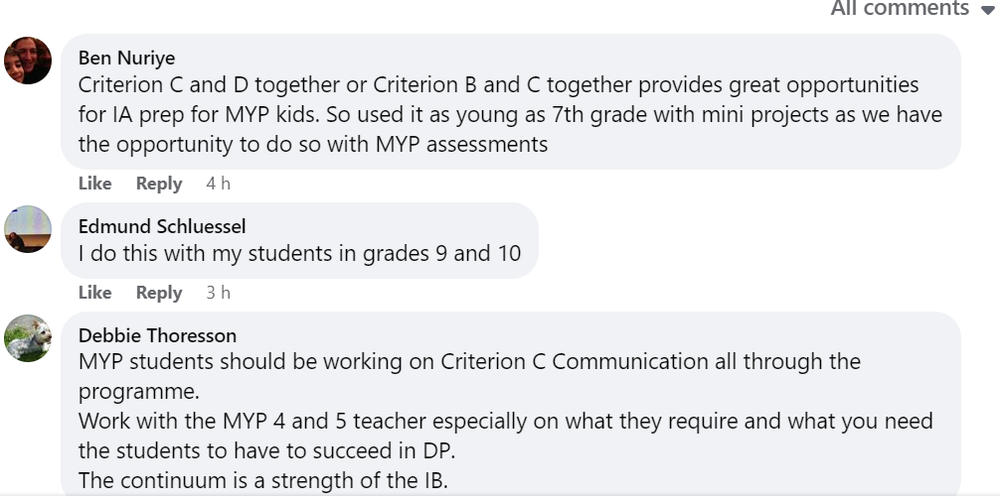 All comments
Ben Nuriye
Criterion C and D together or Criterion B and C together provides great opportunities
for IA prep for MYP kids. So used it as young as 7th grade with mini projects as we have
the opportunity to do so with MYP assessments
Like Reply 4 h
Edmund Schluessel
I do this with my students in grades 9 and 10
Like Reply 3 h
Debbie Thoresson
MYP students should be working on Criterion C Communication all through the
programme.
Work with the MYP 4 and 5 teacher especially on what they require and what you need
the students to have to succeed in DP.
The continuum is a strength of the IB.